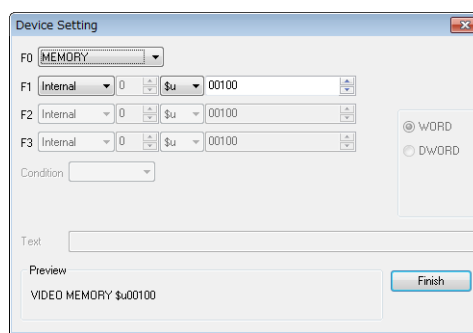 Device Setting
F0 MEMORY
F1 Internal 0 $u 00100
F2 Internal 0 $u 00100
F3 Internal 0 $u 00100
WORD
DWORD
Condition
Text
Preview
VIDEO MEMORY $u00100
Finish